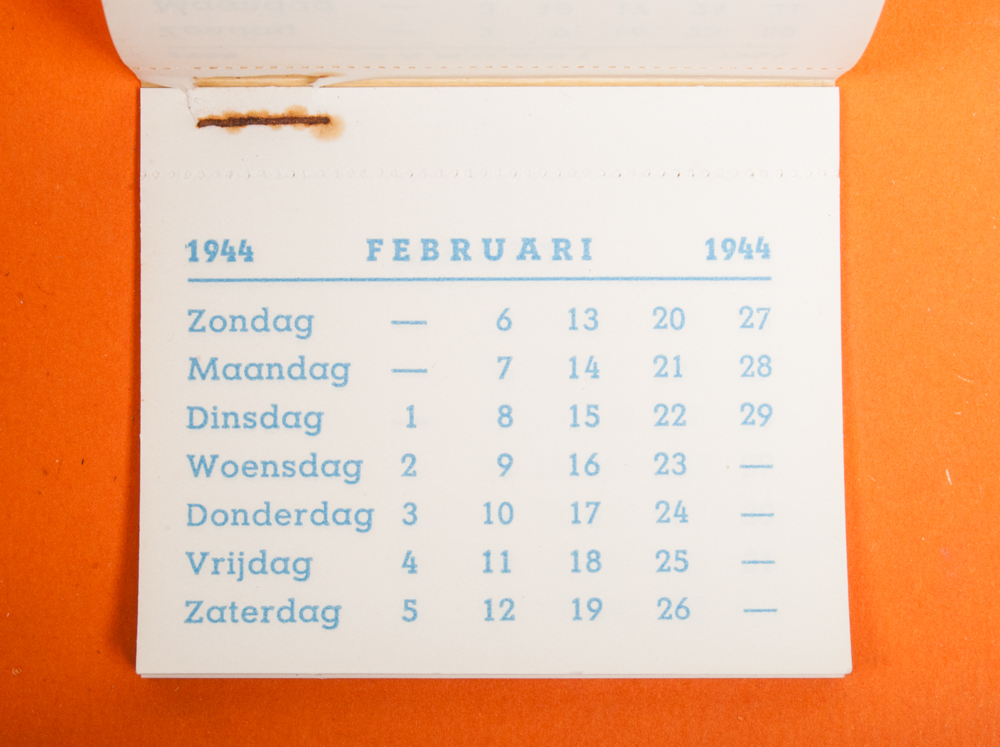 1944 FEBRUARI 1944
Zondag — 6 13 20 27
Maandag — 7 14 21 28
Dinsdag 1 8 15 22 29
Woensdag 2 9 16 23 —
Donderdag 3 10 17 24 —
Vrijdag 4 11 18 25 —
Zaterdag 5 12 19 26 —